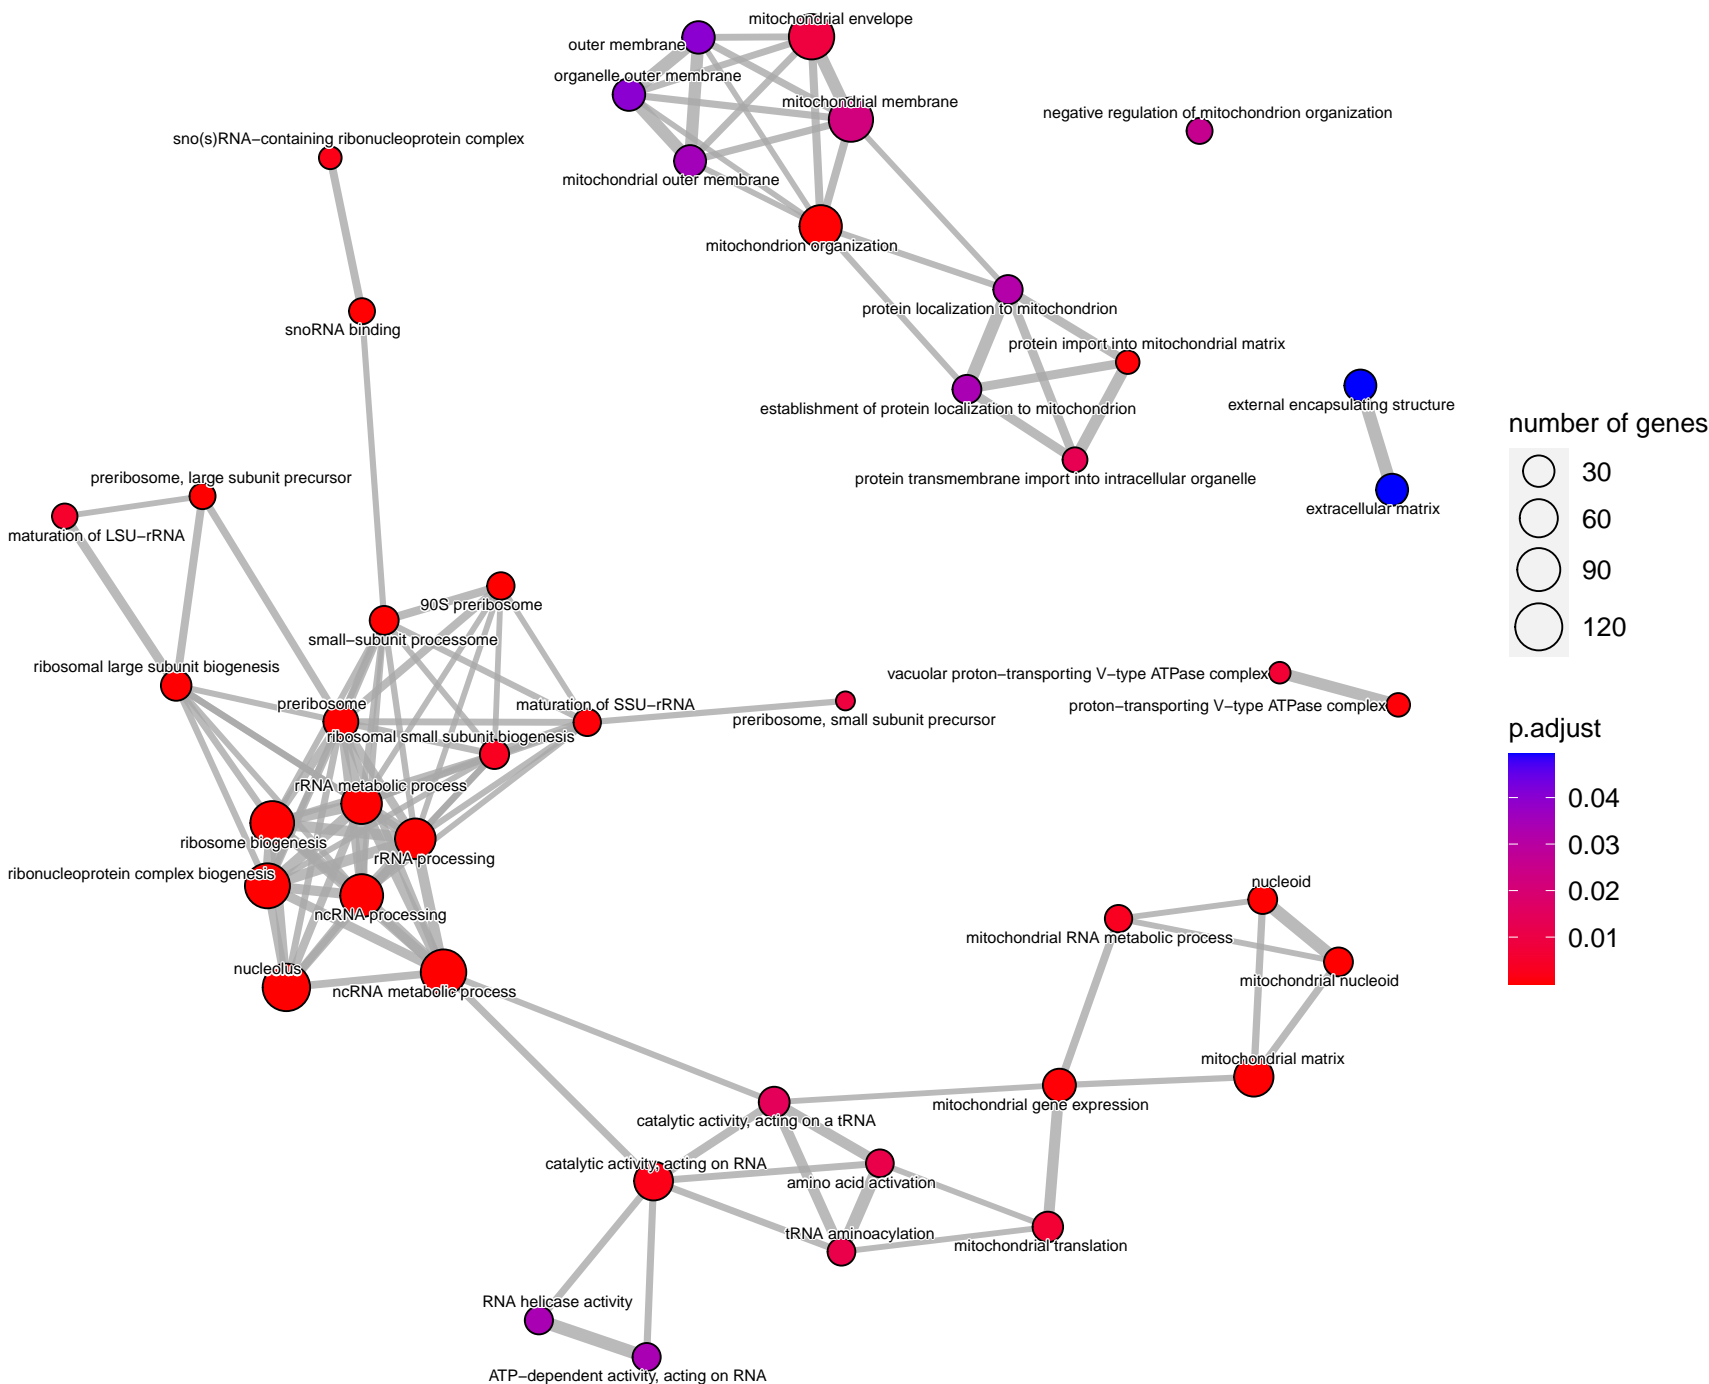 mitochondrial envelope
outer membrane
organelle outer membrane
mitochondrial membrane
negative regulation of mitochondrion organization
sno(s)RNA−containing ribonucleoprotein complex
mitochondrial outer membrane
mitochondrion organization
protein localization to mitochondrion
snoRNA binding
protein import into mitochondrial matrix
external encapsulating structure
establishment of protein localization to mitochondrion
number of genes
30
60
90
120
preribosome, large subunit precursor
protein transmembrane import into intracellular organelle
extracellular matrix
maturation of LSU−rRNA
90S preribosome
small−subunit processome
ribosomal large subunit biogenesis
vacuolar proton−transporting V−type ATPase complex
preribosome
maturation of SSU−rRNA
proton−transporting V−type ATPase complex
preribosome, small subunit precursor
ribosomal small subunit biogenesis
p.adjust
0.04
0.03
0.02
0.01
rRNA metabolic process
ribosome biogenesis
rRNA processing
ribonucleoprotein complex biogenesis
nucleoid
ncRNA processing
mitochondrial RNA metabolic process
nucleolus
mitochondrial nucleoid
ncRNA metabolic process
mitochondrial matrix
mitochondrial gene expression
catalytic activity, acting on a tRNA
catalytic activity, acting on RNA
amino acid activation
tRNA aminoacylation
mitochondrial translation
RNA helicase activity
ATP−dependent activity, acting on RNA